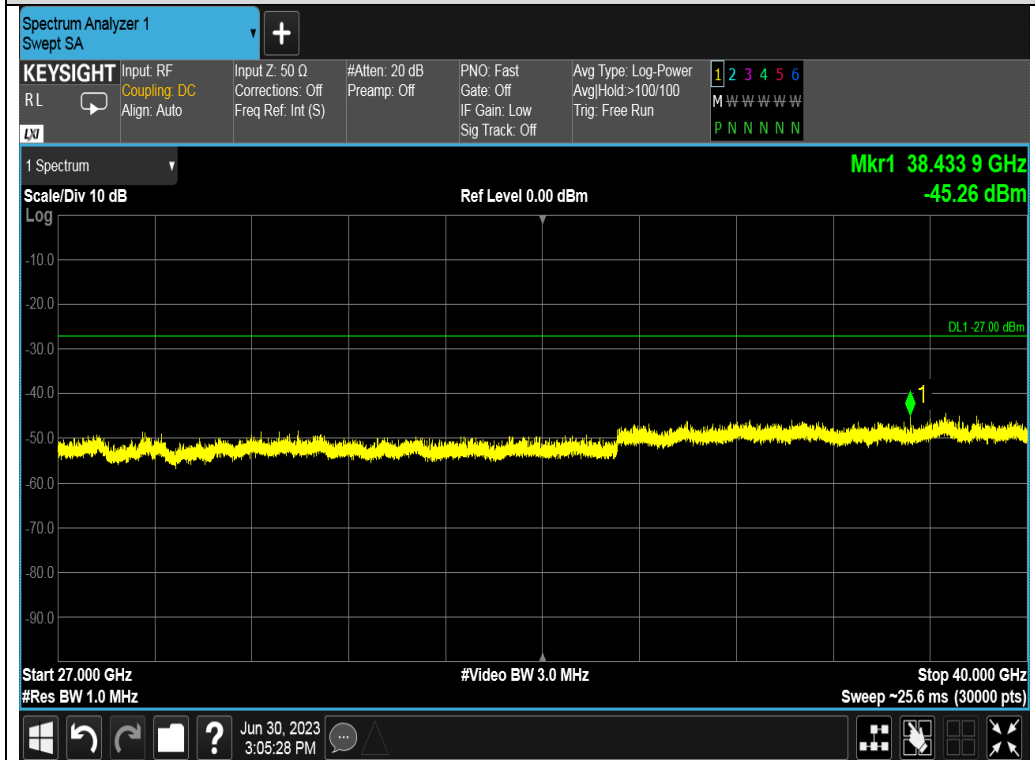 Spectrum Analyzer 1
Swept SA
+
KEYSIGHT
RL
LXI
Input: RF
Coupling: DC
Align: Auto
Input Z: 50 Ω
Corrections: Off
Freq Ref: Int (S)
#Atten: 20 dB
Preamp: Off
PNO: Fast
Gate: Off
IF Gain: Low
Sig Track: Off
Avg Type: Log-Power
Avg|Hold:>100/100
Trig: Free Run
1 2 3 4 5 6
M W W W W W
P N N N N N
1 Spectrum
Scale/Div 10 dB
Log
Ref Level 0.00 dBm
Mkr1 38.433 9 GHz
-45.26 dBm
-10.0
-20.0
DL1 -27.00 dBm
-30.0
-40.0
1
-50.0
-60.0
-70.0
-80.0
-90.0
Start 27.000 GHz
#Res BW 1.0 MHz
#Video BW 3.0 MHz
Stop 40.000 GHz
Sweep ~25.6 ms (30000 pts)
?
Jun 30, 2023
3:05:28 PM